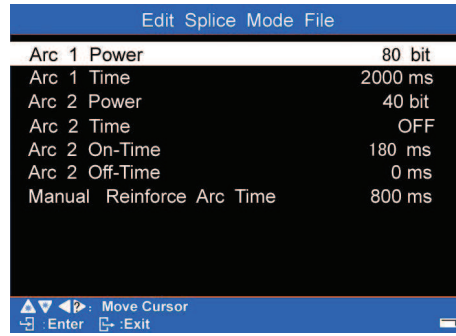 Edit Splice Mode File
Arc 1 Power 80 bit
Arc 1 Time 2000 ms
Arc 2 Power 40 bit
Arc 2 Time OFF
Arc 2 On-Time 180 ms
Arc 2 Off-Time 0 ms
Manual Reinforce Arc Time 800 ms
?: Move Cursor
:Enter :Exit